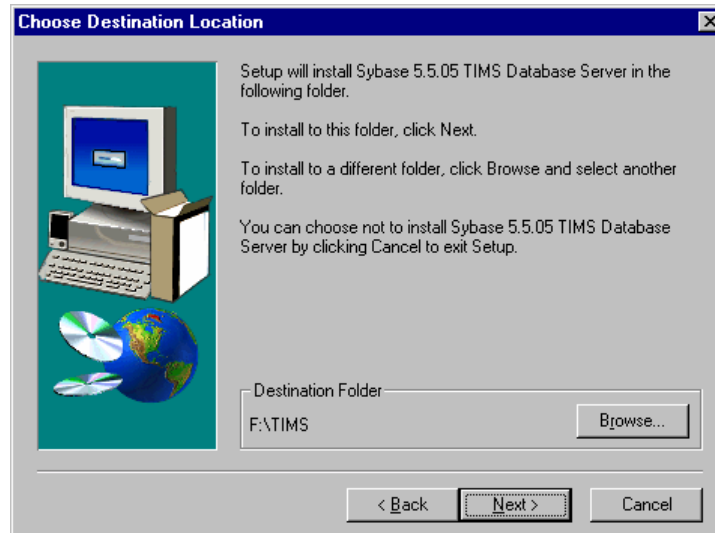 Choose Destination Location
Setup will install Sybase 5.5.05 TIMS Database Server in the
following folder.
To install to this folder, click Next.
To install to a different folder, click Browse and select another
folder.
You can choose not to install Sybase 5.5.05 TIMS Database
Server by clicking Cancel to exit Setup.
Destination Folder
F:\TIMS
Browse...
< Back
Next >
Cancel